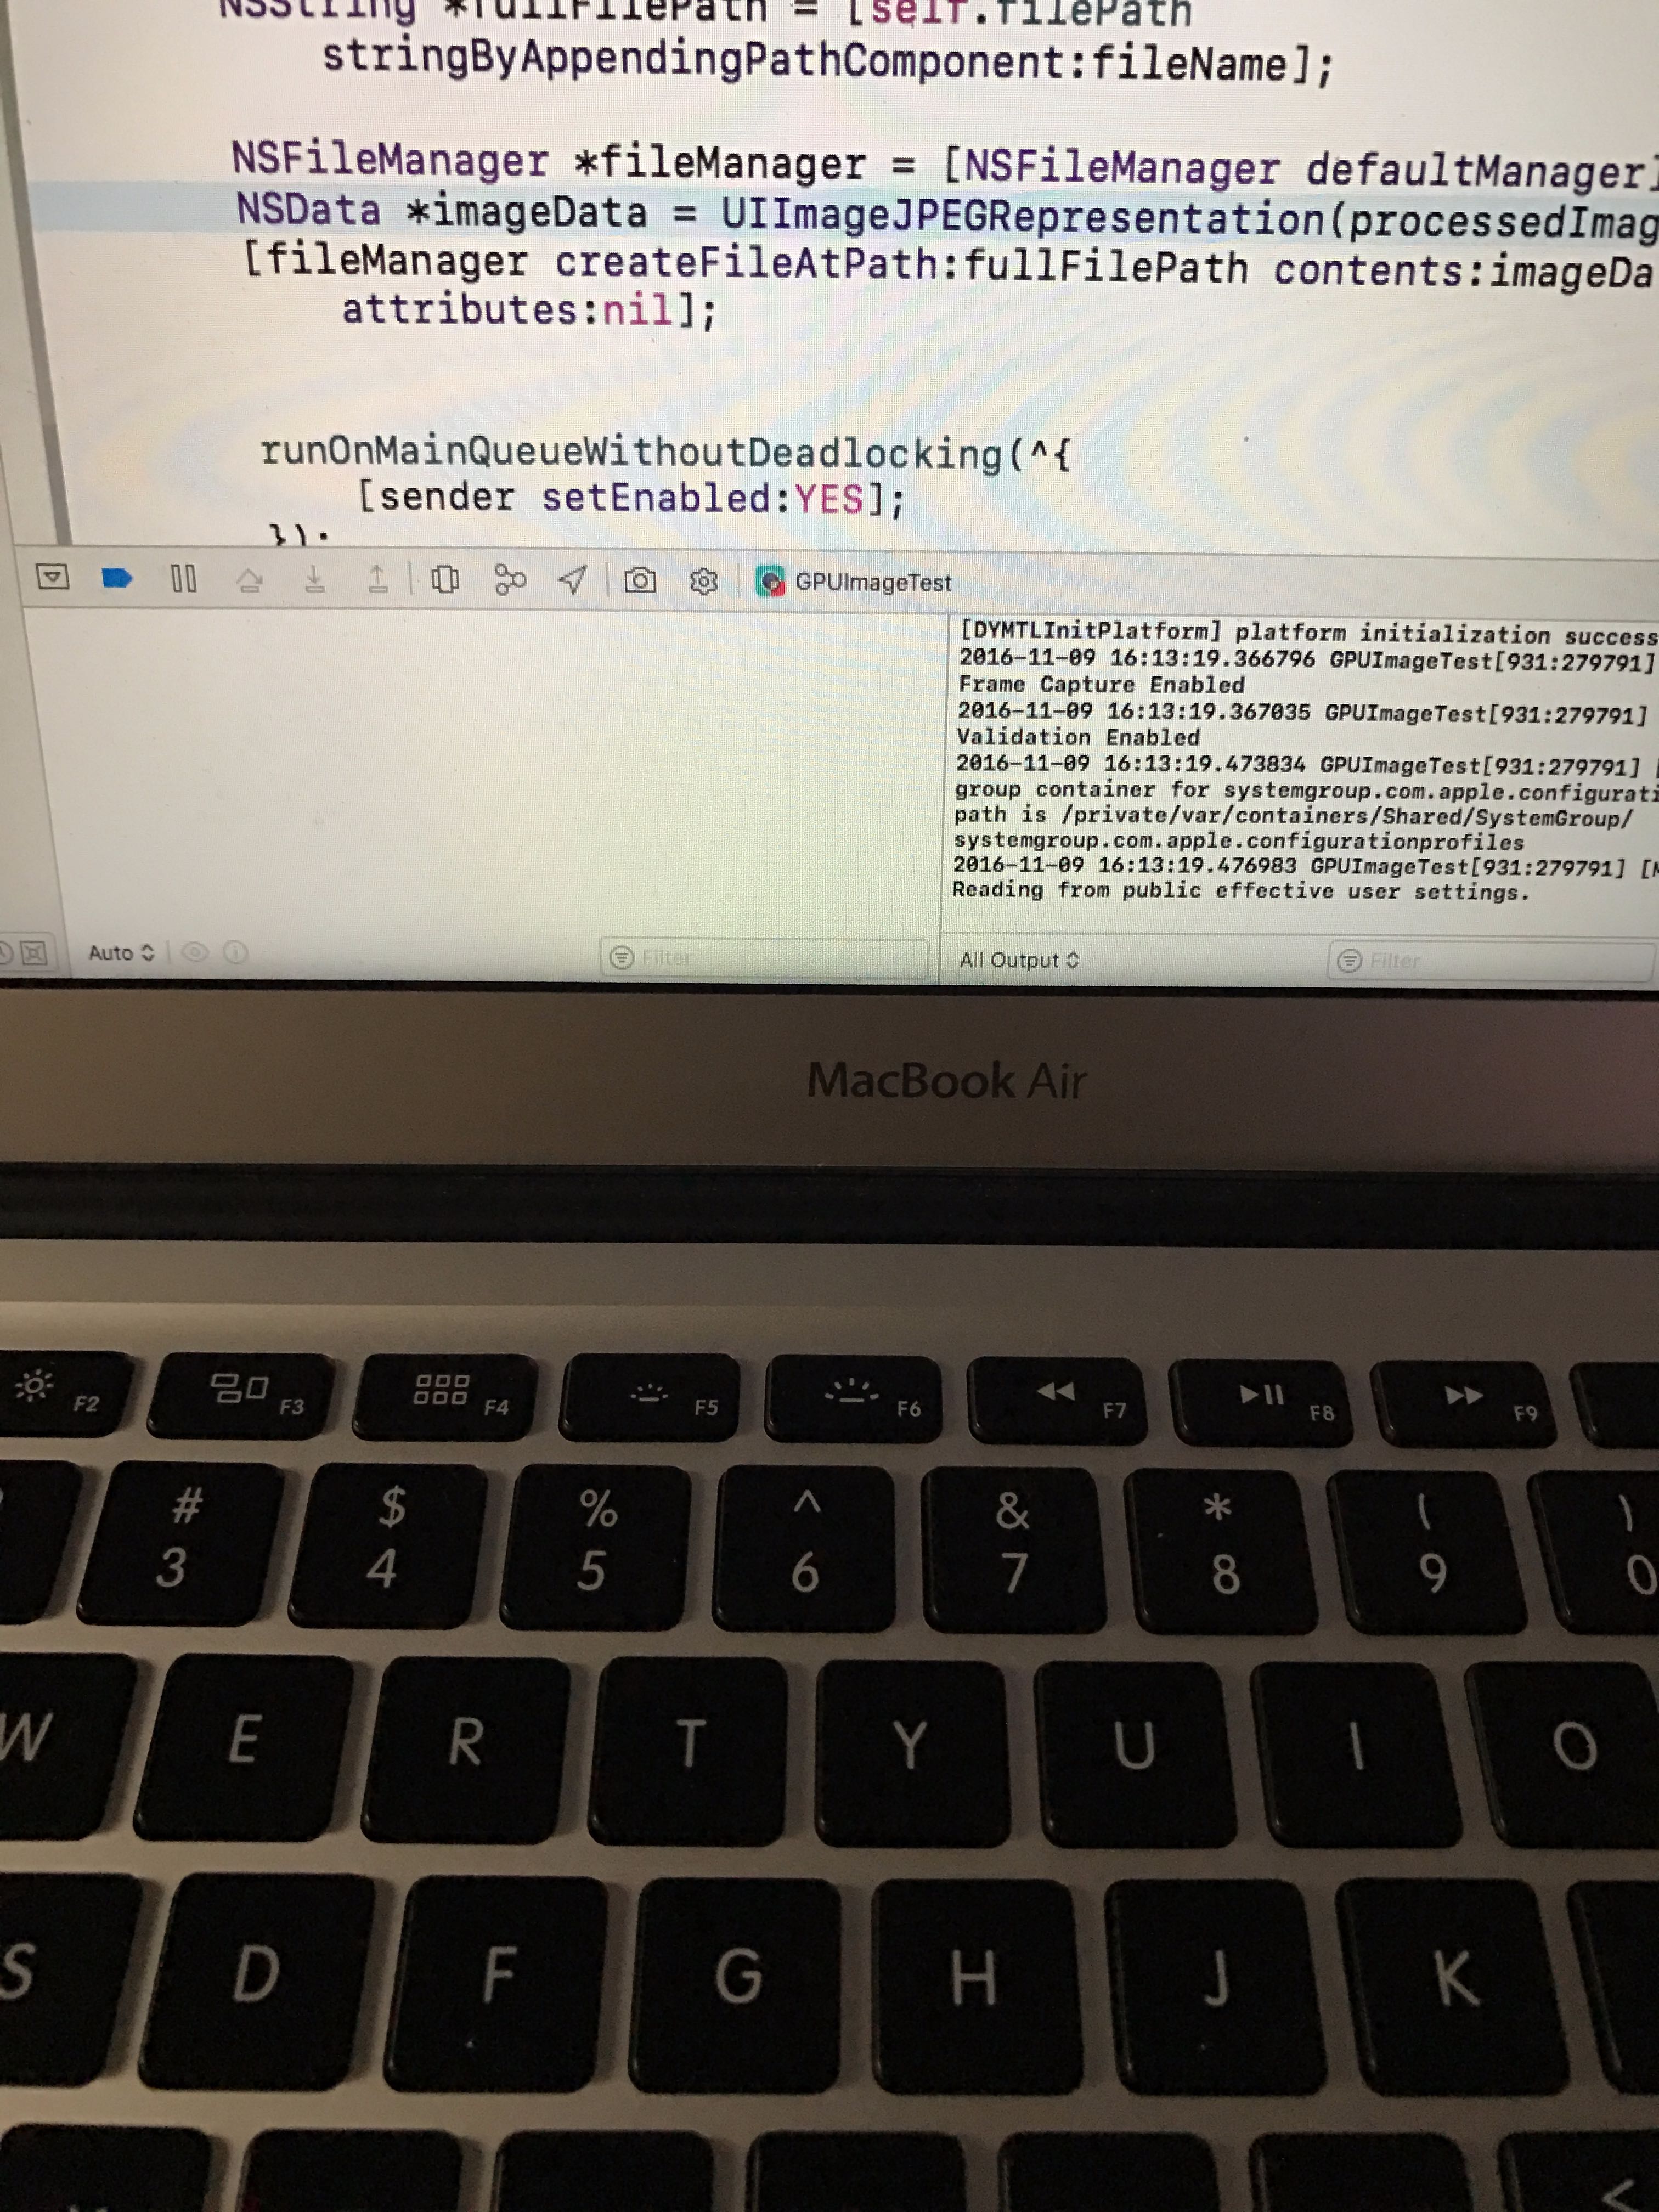 NSString *fullFilePath = [self.filePath
stringByAppendingPathComponent:fileName];
NSFileManager *fileManager = [NSFileManager defaultManager]
NSData *imageData = UIImageJPEGRepresentation(processedImag
[fileManager createFileAtPath:fullFilePath contents:imageDa
attributes:nil];
runOnMainQueueWithoutDeadlocking(^{
[sender setEnabled:YES];
});
GPUImageTest
[DYMTLInitPlatform] platform initialization success
2016-11-09 16:13:19.366796 GPUImageTest[931:279791]
Frame Capture Enabled
2016-11-09 16:13:19.367035 GPUImageTest[931:279791]
Validation Enabled
2016-11-09 16:13:19.473834 GPUImageTest[931:279791] [
group container for systemgroup.com.apple.configurati
path is /private/var/containers/Shared/SystemGroup/
systemgroup.com.apple.configurationprofiles
2016-11-09 16:13:19.476983 GPUImageTest[931:279791] [M
Reading from public effective user settings.
Auto Filter All Output Filter
MacBook Air
F2 F3 F4 F5 F6 F7 F8 F9
# $ % ^ & * ( )
3 4 5 6 7 8 9 0
W E R T Y U I O
S D F G H J K
<